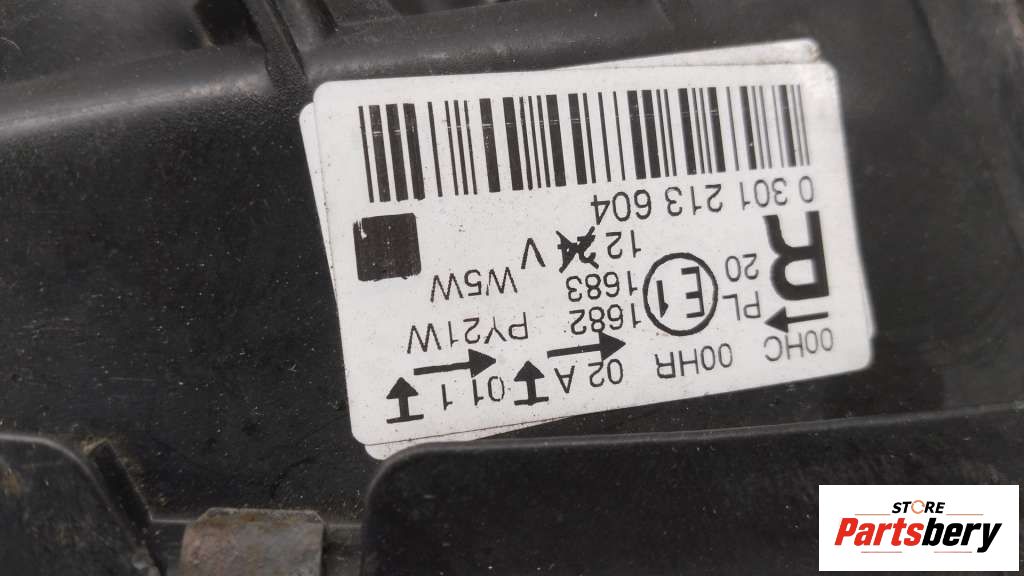 00HC 00HR 02 A 01 1
PL E1 1682 PY21W
20 1683 W5W
R 12 V
0 301 213 604
STORE
Partsbery